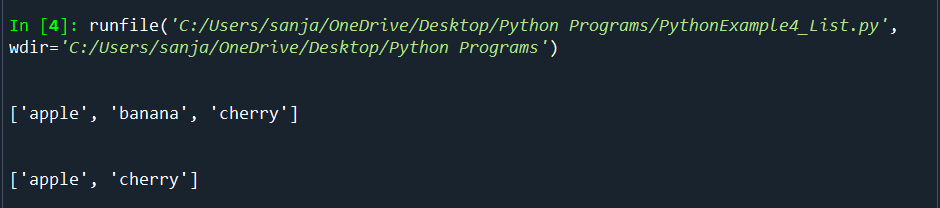 In [4]: runfile('C:/Users/sanja/OneDrive/Desktop/Python Programs/PythonExample4_List.py',
wdir='C:/Users/sanja/OneDrive/Desktop/Python Programs')
['apple', 'banana', 'cherry']
['apple', 'cherry']